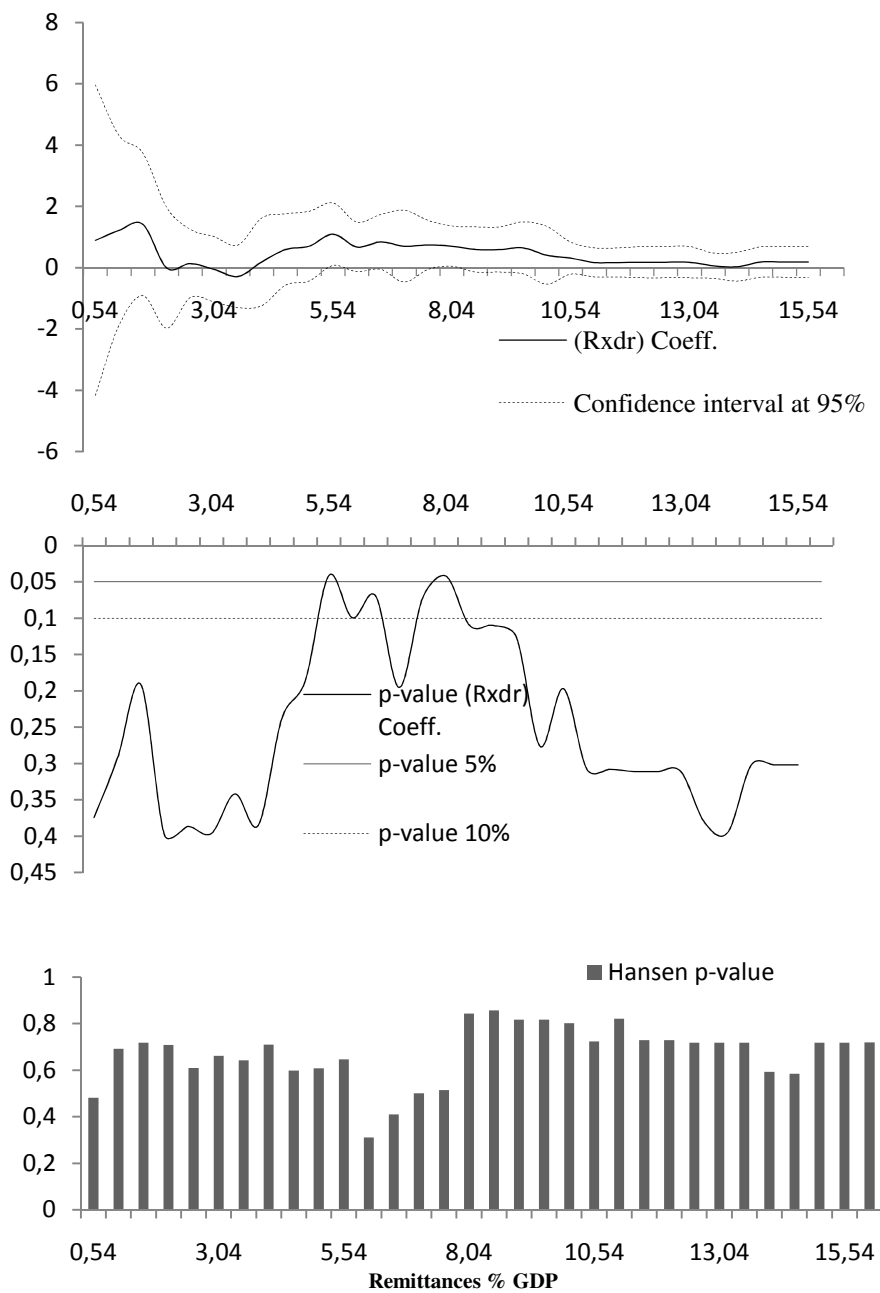 8
6
4
2
0
0,54 3,04 5,54 8,04 10,54 13,04 15,54
-2
(Rxdr) Coeff.
-4
Confidence interval at 95%
-6
0,54 3,04 5,54 8,04 10,54 13,04 15,54
0
0,05
0,1
0,15
0,2
p-value (Rxdr)
Coeff.
0,25
0,3
p-value 5%
0,35
0,4
p-value 10%
0,45
Hansen p-value
1
0,8
0,6
0,4
0,2
0
0,54 3,04 5,54 8,04 10,54 13,04 15,54
Remittances % GDP